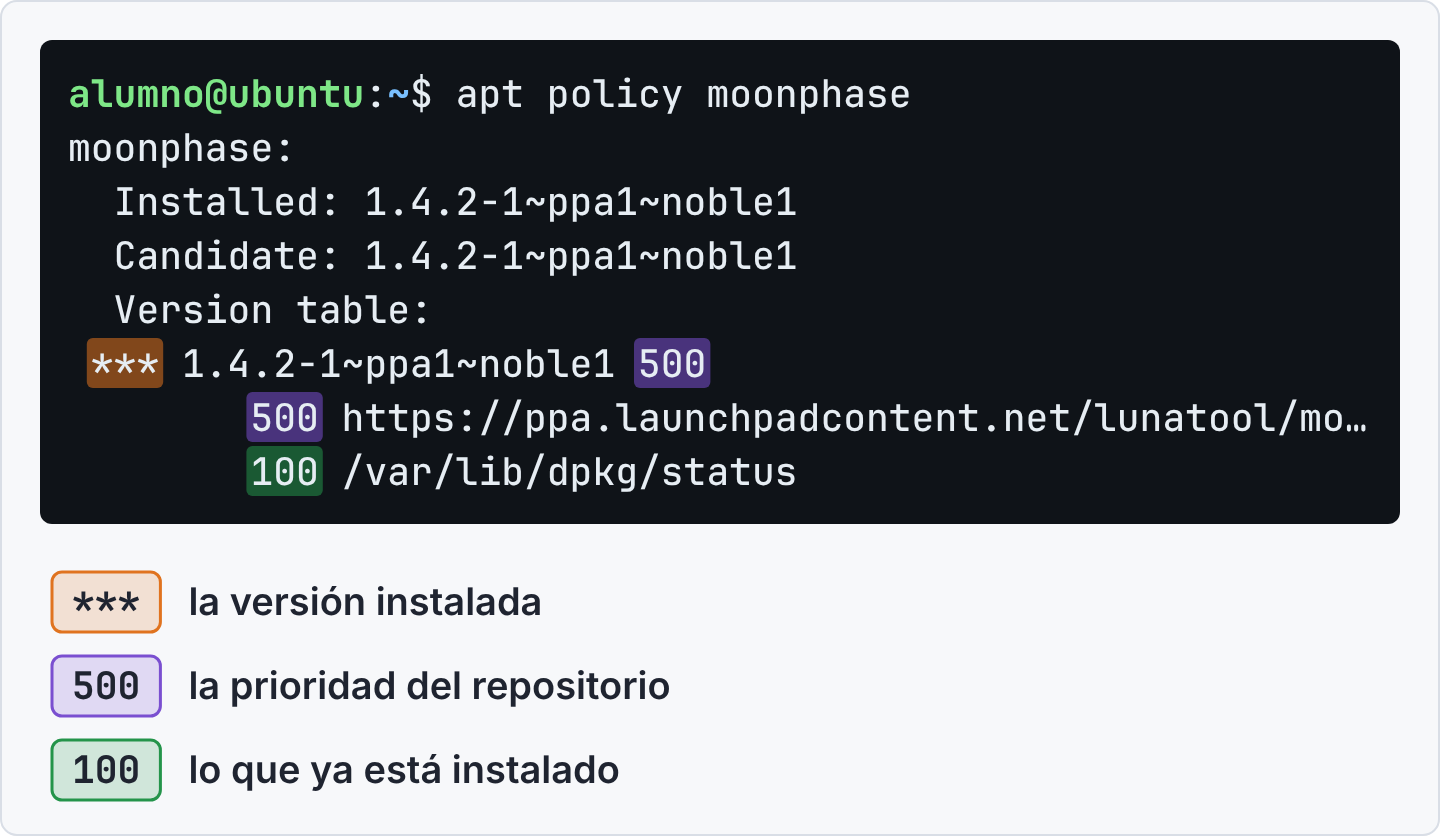 alumno@ubuntu:~$ apt policy moonphase
moonphase:
  Installed: 1.4.2-1~ppa1~noble1
  Candidate: 1.4.2-1~ppa1~noble1
  Version table:
 *** 1.4.2-1~ppa1~noble1 500
        500 https://ppa.launchpadcontent.net/lunatool/mo…
        100 /var/lib/dpkg/status
*** la versión instalada
500 la prioridad del repositorio
100 lo que ya está instalado